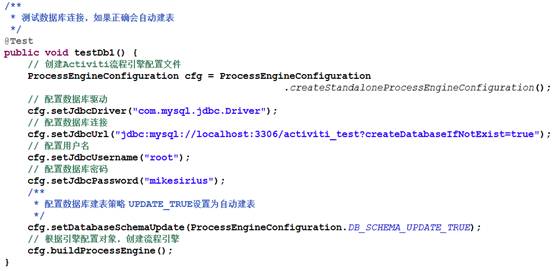 /**
 * 测试数据库连接，如果正确会自动建表
 */
@Test
public void testDb1() {
    // 创建Activiti流程引擎配置文件
    ProcessEngineConfiguration cfg = ProcessEngineConfiguration
                                        .createStandaloneProcessEngineConfiguration();
    // 配置数据库驱动
    cfg.setJdbcDriver("com.mysql.jdbc.Driver");
    // 配置数据库连接
    cfg.setJdbcUrl("jdbc:mysql://localhost:3306/activiti_test?createDatabaseIfNotExist=true");
    // 配置用户名
    cfg.setJdbcUsername("root");
    // 配置数据库密码
    cfg.setJdbcPassword("mikesirius");
    /**
     * 配置数据库建表策略 UPDATE_TRUE设置为自动建表
     */
    cfg.setDatabaseSchemaUpdate(ProcessEngineConfiguration.DB_SCHEMA_UPDATE_TRUE);
    // 根据引擎配置对象，创建流程引擎
    cfg.buildProcessEngine();
}